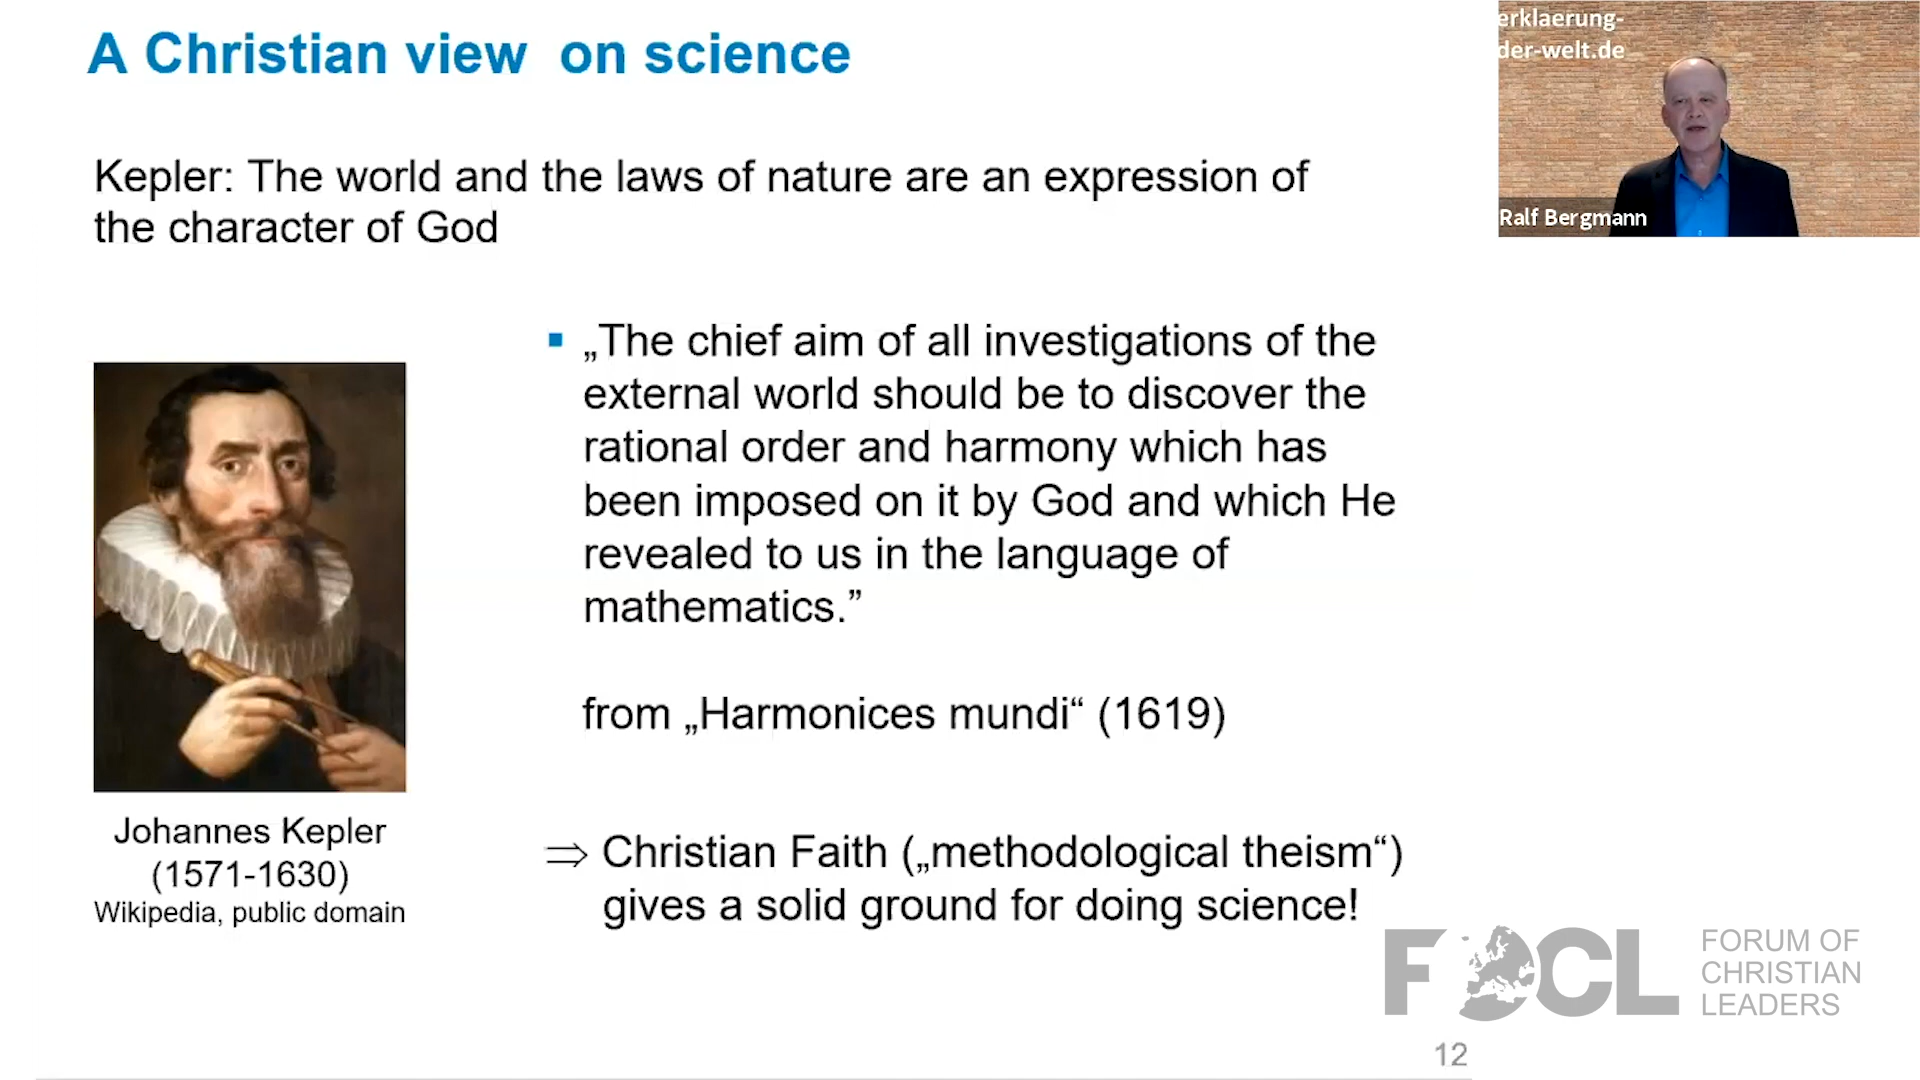 A Christian view on science
erklaerung-
der-welt.de
Ralf Bergmann
Kepler: The world and the laws of nature are an expression of
the character of God
▪ „The chief aim of all investigations of the
external world should be to discover the
rational order and harmony which has
been imposed on it by God and which He
revealed to us in the language of
mathematics.”
from „Harmonices mundi“ (1619)
Johannes Kepler
(1571-1630)
Wikipedia, public domain
⇒ Christian Faith („methodological theism“)
gives a solid ground for doing science!
FOCL
FORUM OF
CHRISTIAN
LEADERS
12